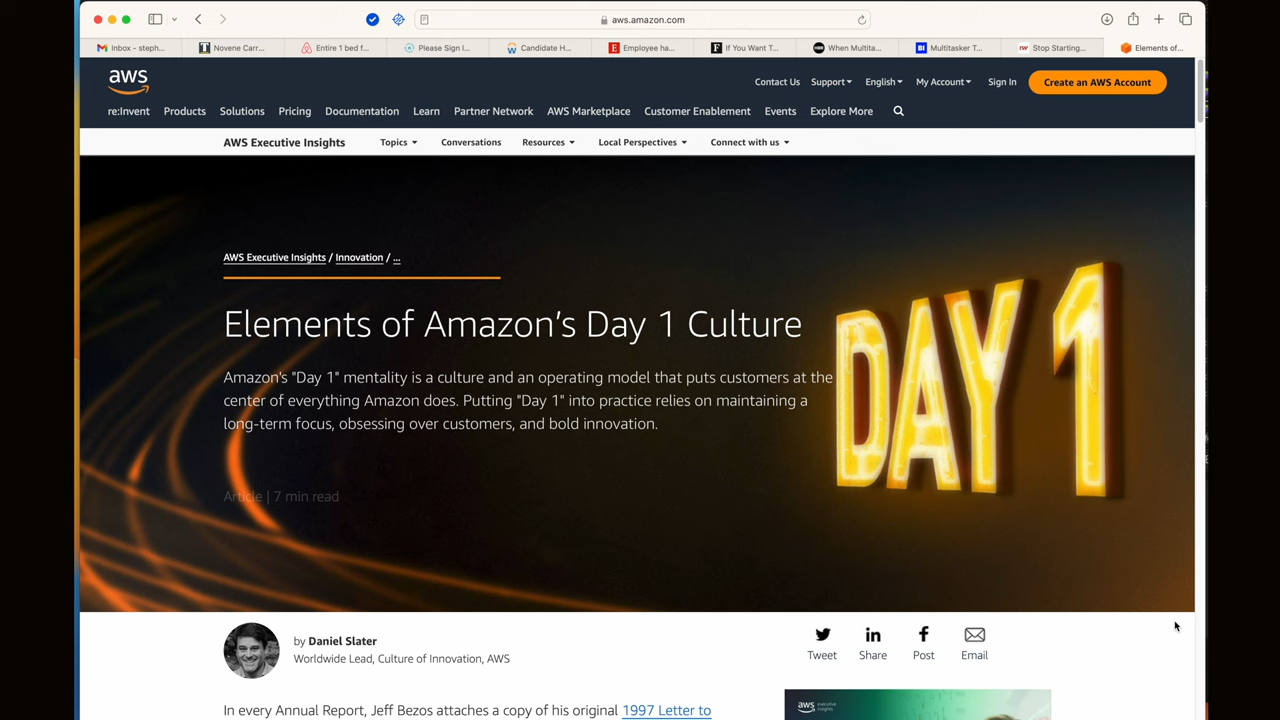 aws.amazon.com
Inbox - steph...
Novene Carr...
Entire 1 bed f...
Please Sign I...
Candidate H...
Employee ha...
If You Want T...
When Multita...
Multitasker T...
Stop Starting...
Elements of...
aws
Contact Us
Support
English
My Account
Sign In
Create an AWS Account
re:Invent
Products
Solutions
Pricing
Documentation
Learn
Partner Network
AWS Marketplace
Customer Enablement
Events
Explore More
AWS Executive Insights
Topics
Conversations
Resources
Local Perspectives
Connect with us
AWS Executive Insights / Innovation / ...
Elements of Amazon's Day 1 Culture
Amazon's "Day 1" mentality is a culture and an operating model that puts customers at the
center of everything Amazon does. Putting "Day 1" into practice relies on maintaining a
long-term focus, obsessing over customers, and bold innovation.
Article | 7 min read
DAY 1
by Daniel Slater
Worldwide Lead, Culture of Innovation, AWS
Tweet
Share
Post
Email
In every Annual Report, Jeff Bezos attaches a copy of his original 1997 Letter to
aws